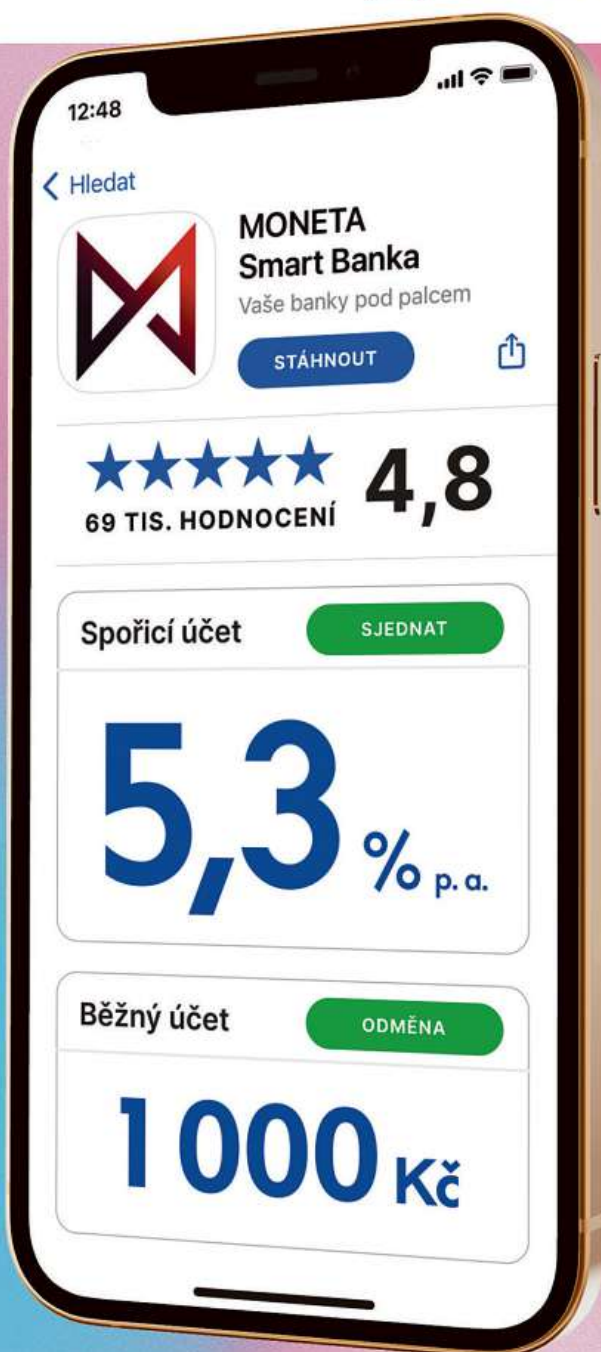 12:48
Hledat
MONETA
Smart Banka
Vaše banky pod palcem
STÁHNOUT
69 TIS. HODNOCENÍ
4,8
Spořicí účet
SJEDNAT
5,3 % p. a.
Běžný účet
ODMĚNA
1 000 Kč